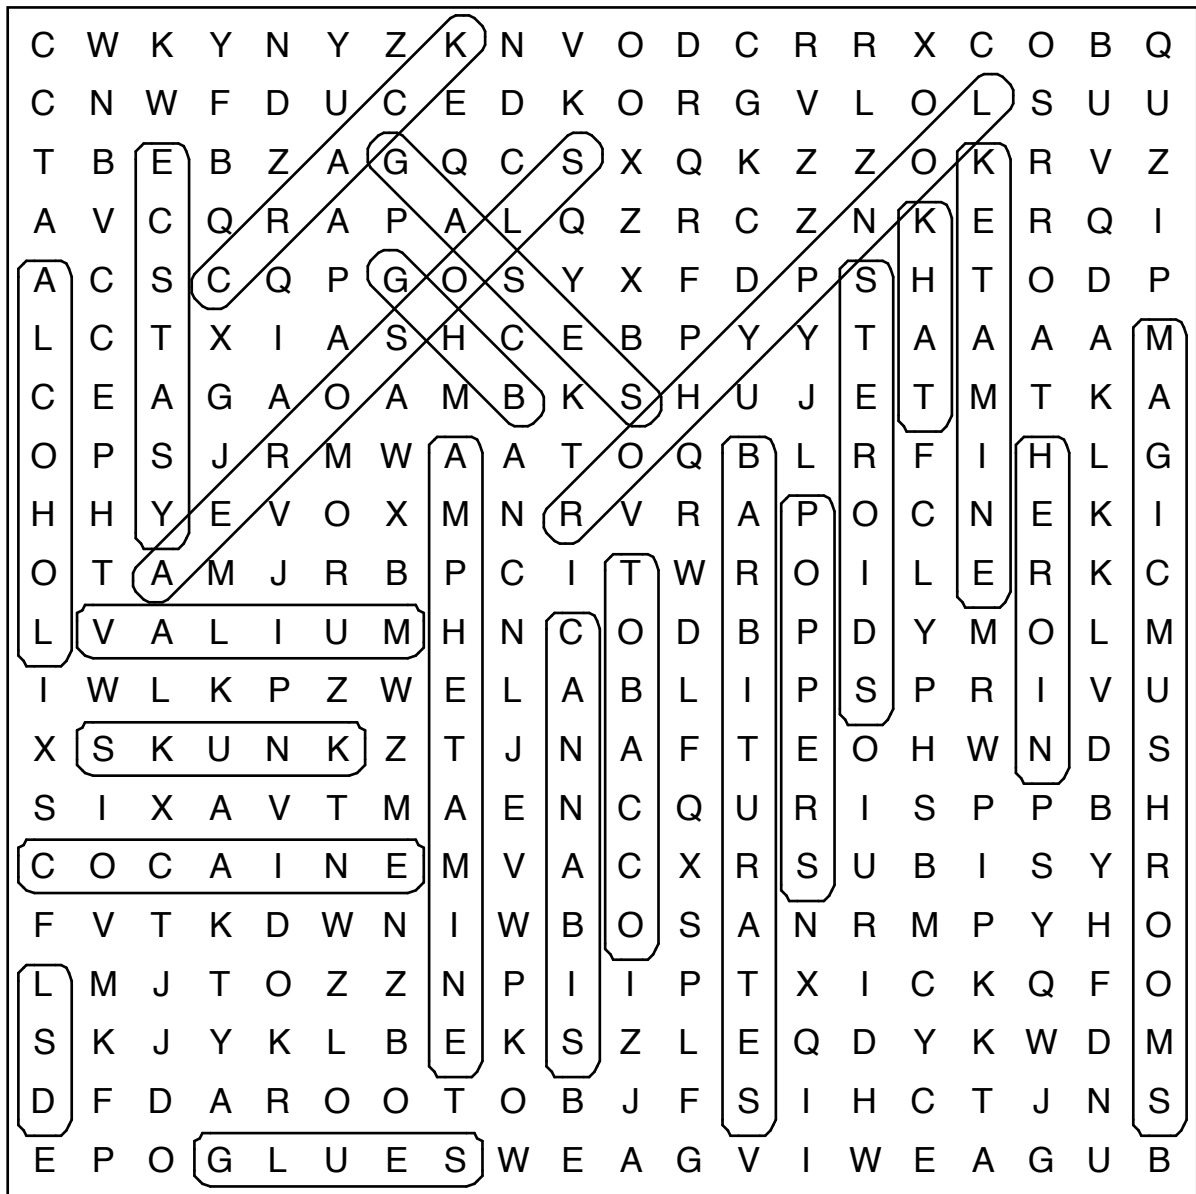 C W K Y N Y Z K N V O D C R R X C O B Q
C N W F D U C E D K O R G V L O L S U U
T B E B Z A G Q C S X Q K Z Z O K R V Z
A V C Q R A P A L Q Z R C Z N K E R Q I
A C S C Q P G O S Y X F D P S H T O D P
L C T X I A S H C E B P Y Y T A A A A M
C E A G A O A M B K S H U J E T M T K A
O P S J R M W A A T O Q B L R F I H L G
H H Y E V O X M N R V R A P O C N E K I
O T A M J R B P C I T W R O I L E R K C
L V A L I U M H N C O D B P D Y M O L M
I W L K P Z W E L A B L I P S P R I V U
X S K U N K Z T J N A F T E O H W N D S
S I X A V T M A E N C Q U R I S P P B H
C O C A I N E M V A C X R S U B I S Y R
F V T K D W N I W B O S A N R M P Y H O
L M J T O Z Z N P I I P T X I C K Q F O
S K J Y K L B E K S Z L E Q D Y K W D M
D F D A R O O T O B J F S I H C T J N S
E P O G L U E S W E A G V I W E A G U B